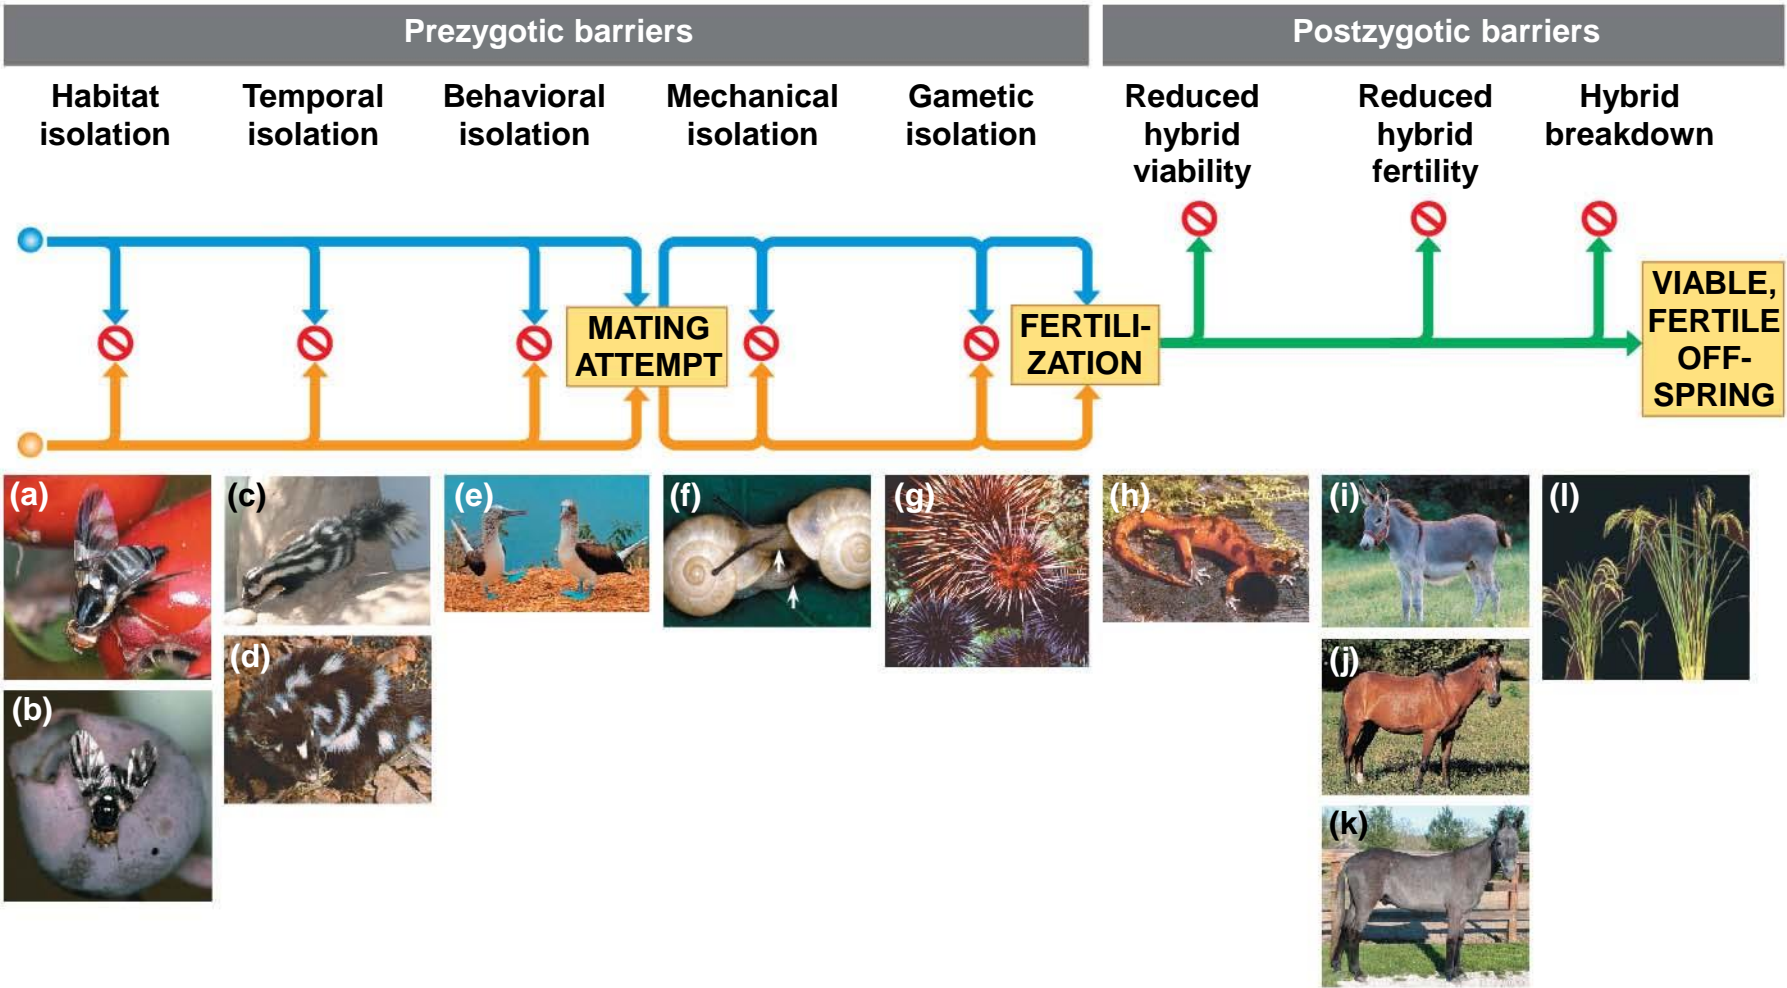 Prezygotic barriers
Postzygotic barriers
Habitat
isolation
Temporal
isolation
Behavioral
isolation
Mechanical
isolation
Gametic
isolation
Reduced
hybrid
viability
Reduced
hybrid
fertility
Hybrid
breakdown
MATING
ATTEMPT
FERTILI-
ZATION
VIABLE,
FERTILE
OFF-
SPRING
(a)
(b)
(c)
(d)
(e)
(f)
(g)
(h)
(i)
(j)
(k)
(l)